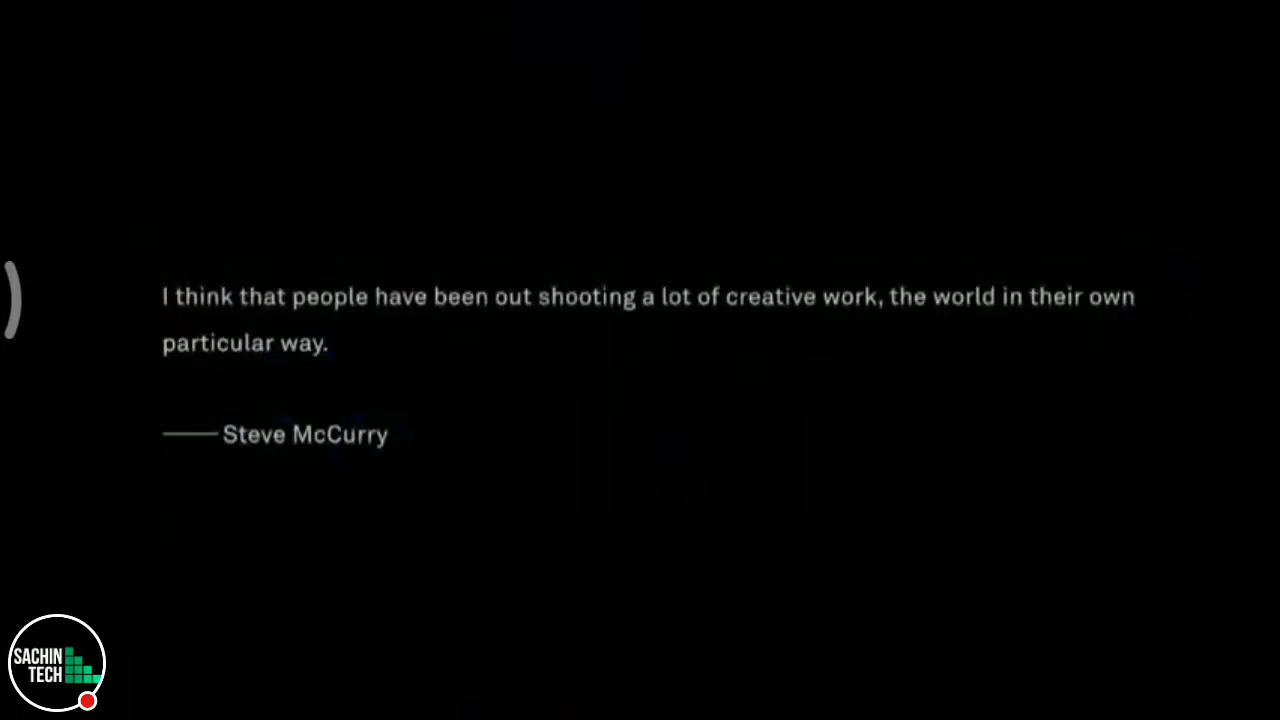 I think that people have been out shooting a lot of creative work, the world in their own
particular way.
—— Steve McCurry
SACHIN
TECH